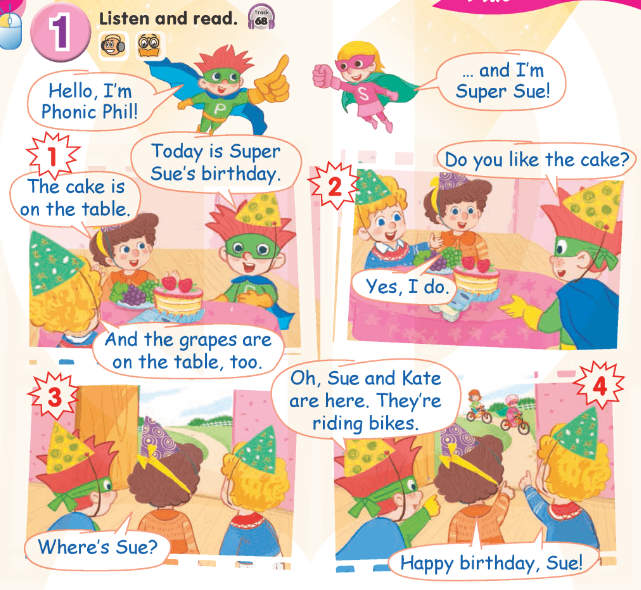 1
Listen and read.
Track
68
Hello, I'm
Phonic Phil!
P
... and I'm
Super Sue!
S
1
The cake is
on the table.
Today is Super
Sue's birthday.
And the grapes are
on the table, too.
2
Do you like the cake?
Yes, I do.
3
Where's Sue?
4
Oh, Sue and Kate
are here. They're
riding bikes.
Happy birthday, Sue!